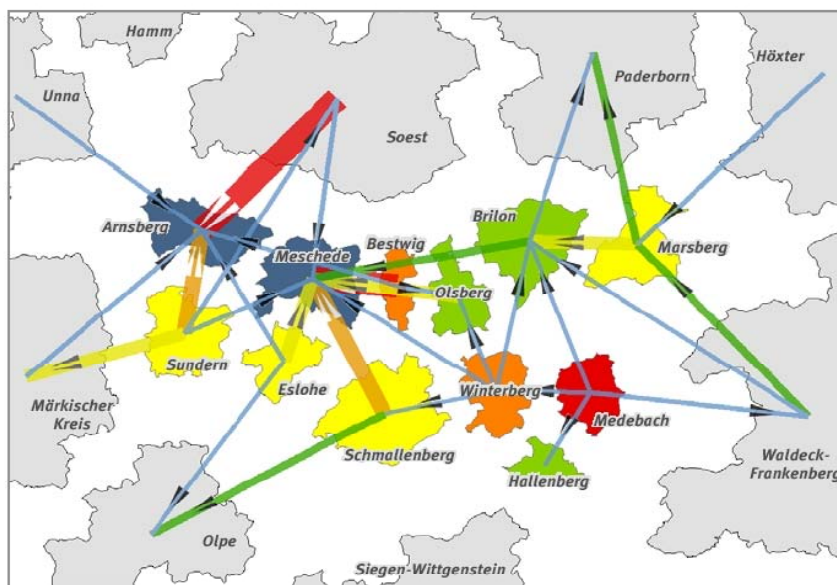 Hamm
Unna
Soest
Paderborn
Höxter
Arnsberg
Meschede
Bestwig
Brilon
Marsberg
Olsberg
Sundern
Eslohe
Winterberg
Medebach
Märkischer
Kreis
Schmallenberg
Hallenberg
Waldeck-
Frankenberg
Olpe
Siegen-Wittgenstein